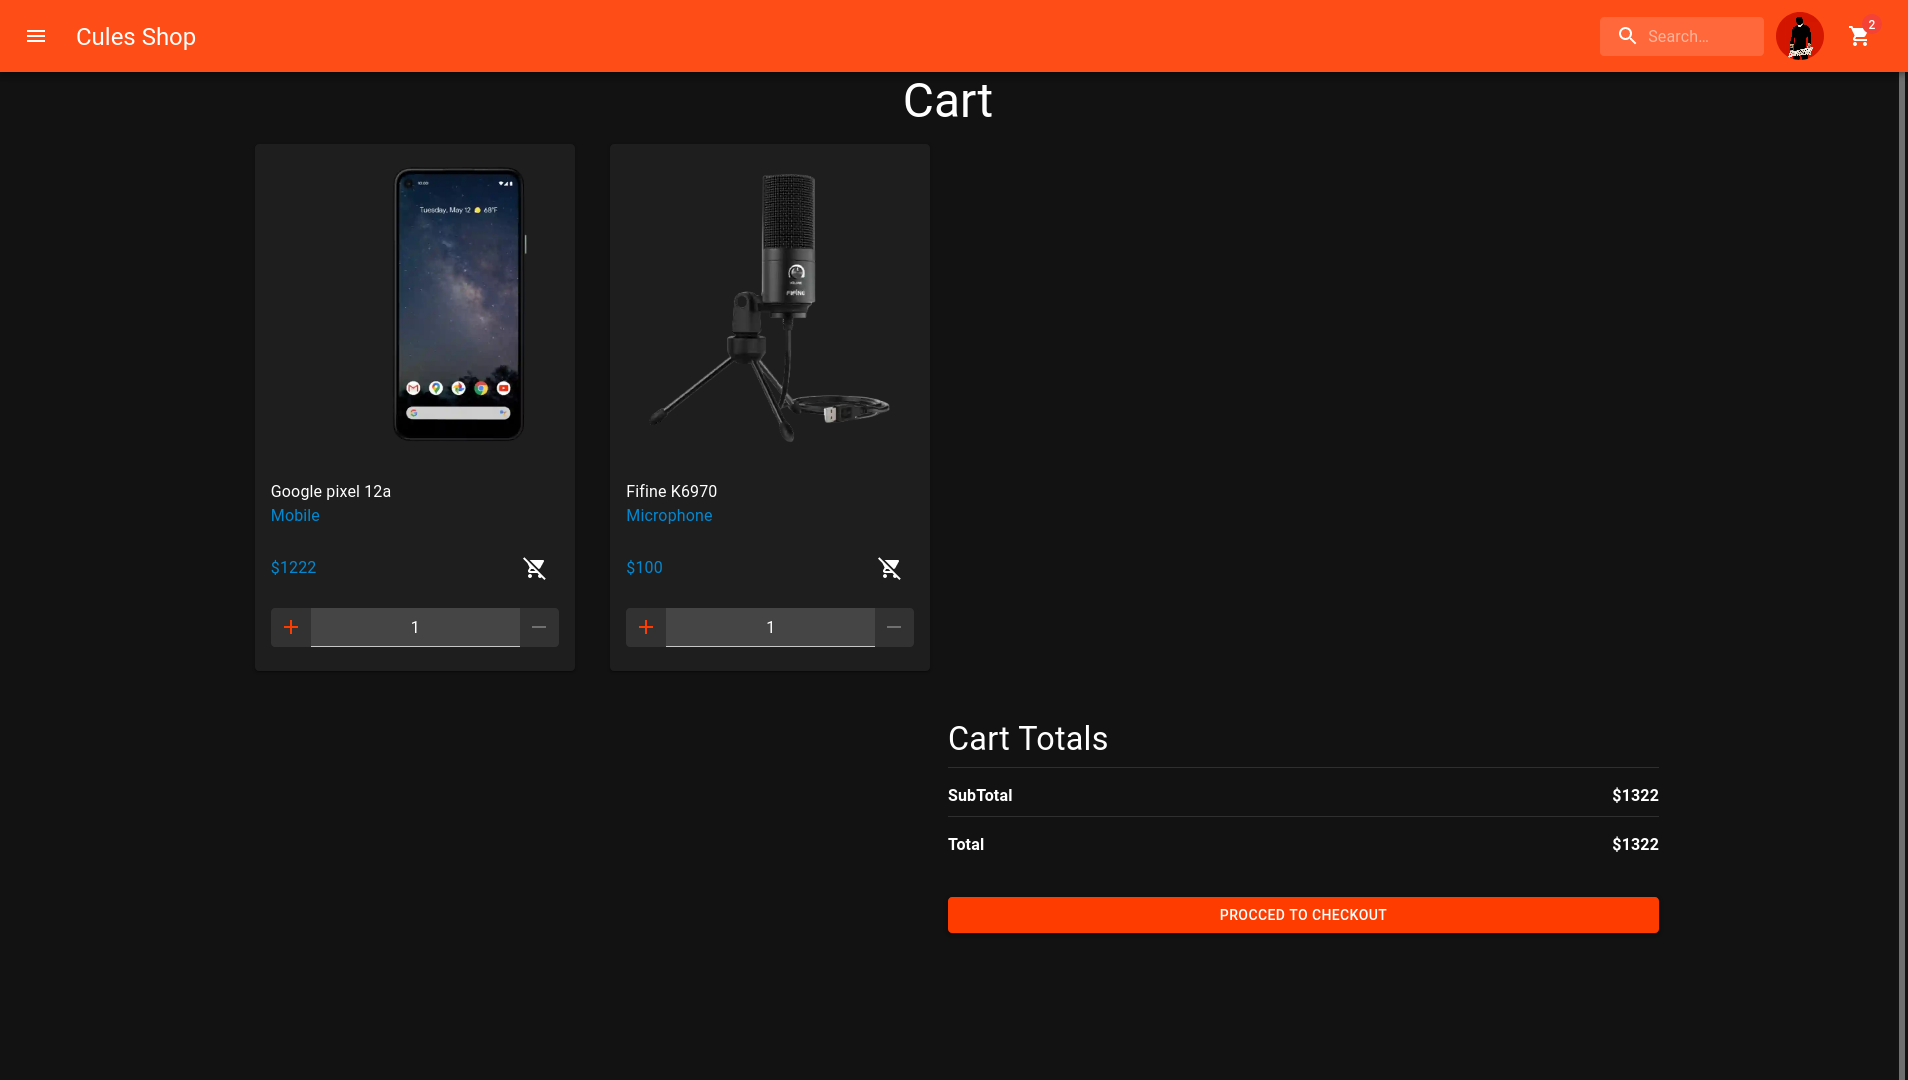 Cules Shop
Search...
2
Cart
Tuesday, May 12 68°F
FIFINE
Google pixel 12a
Mobile
$1222
1
Fifine K6970
Microphone
$100
1
Cart Totals
SubTotal $1322
Total $1322
PROCCED TO CHECKOUT